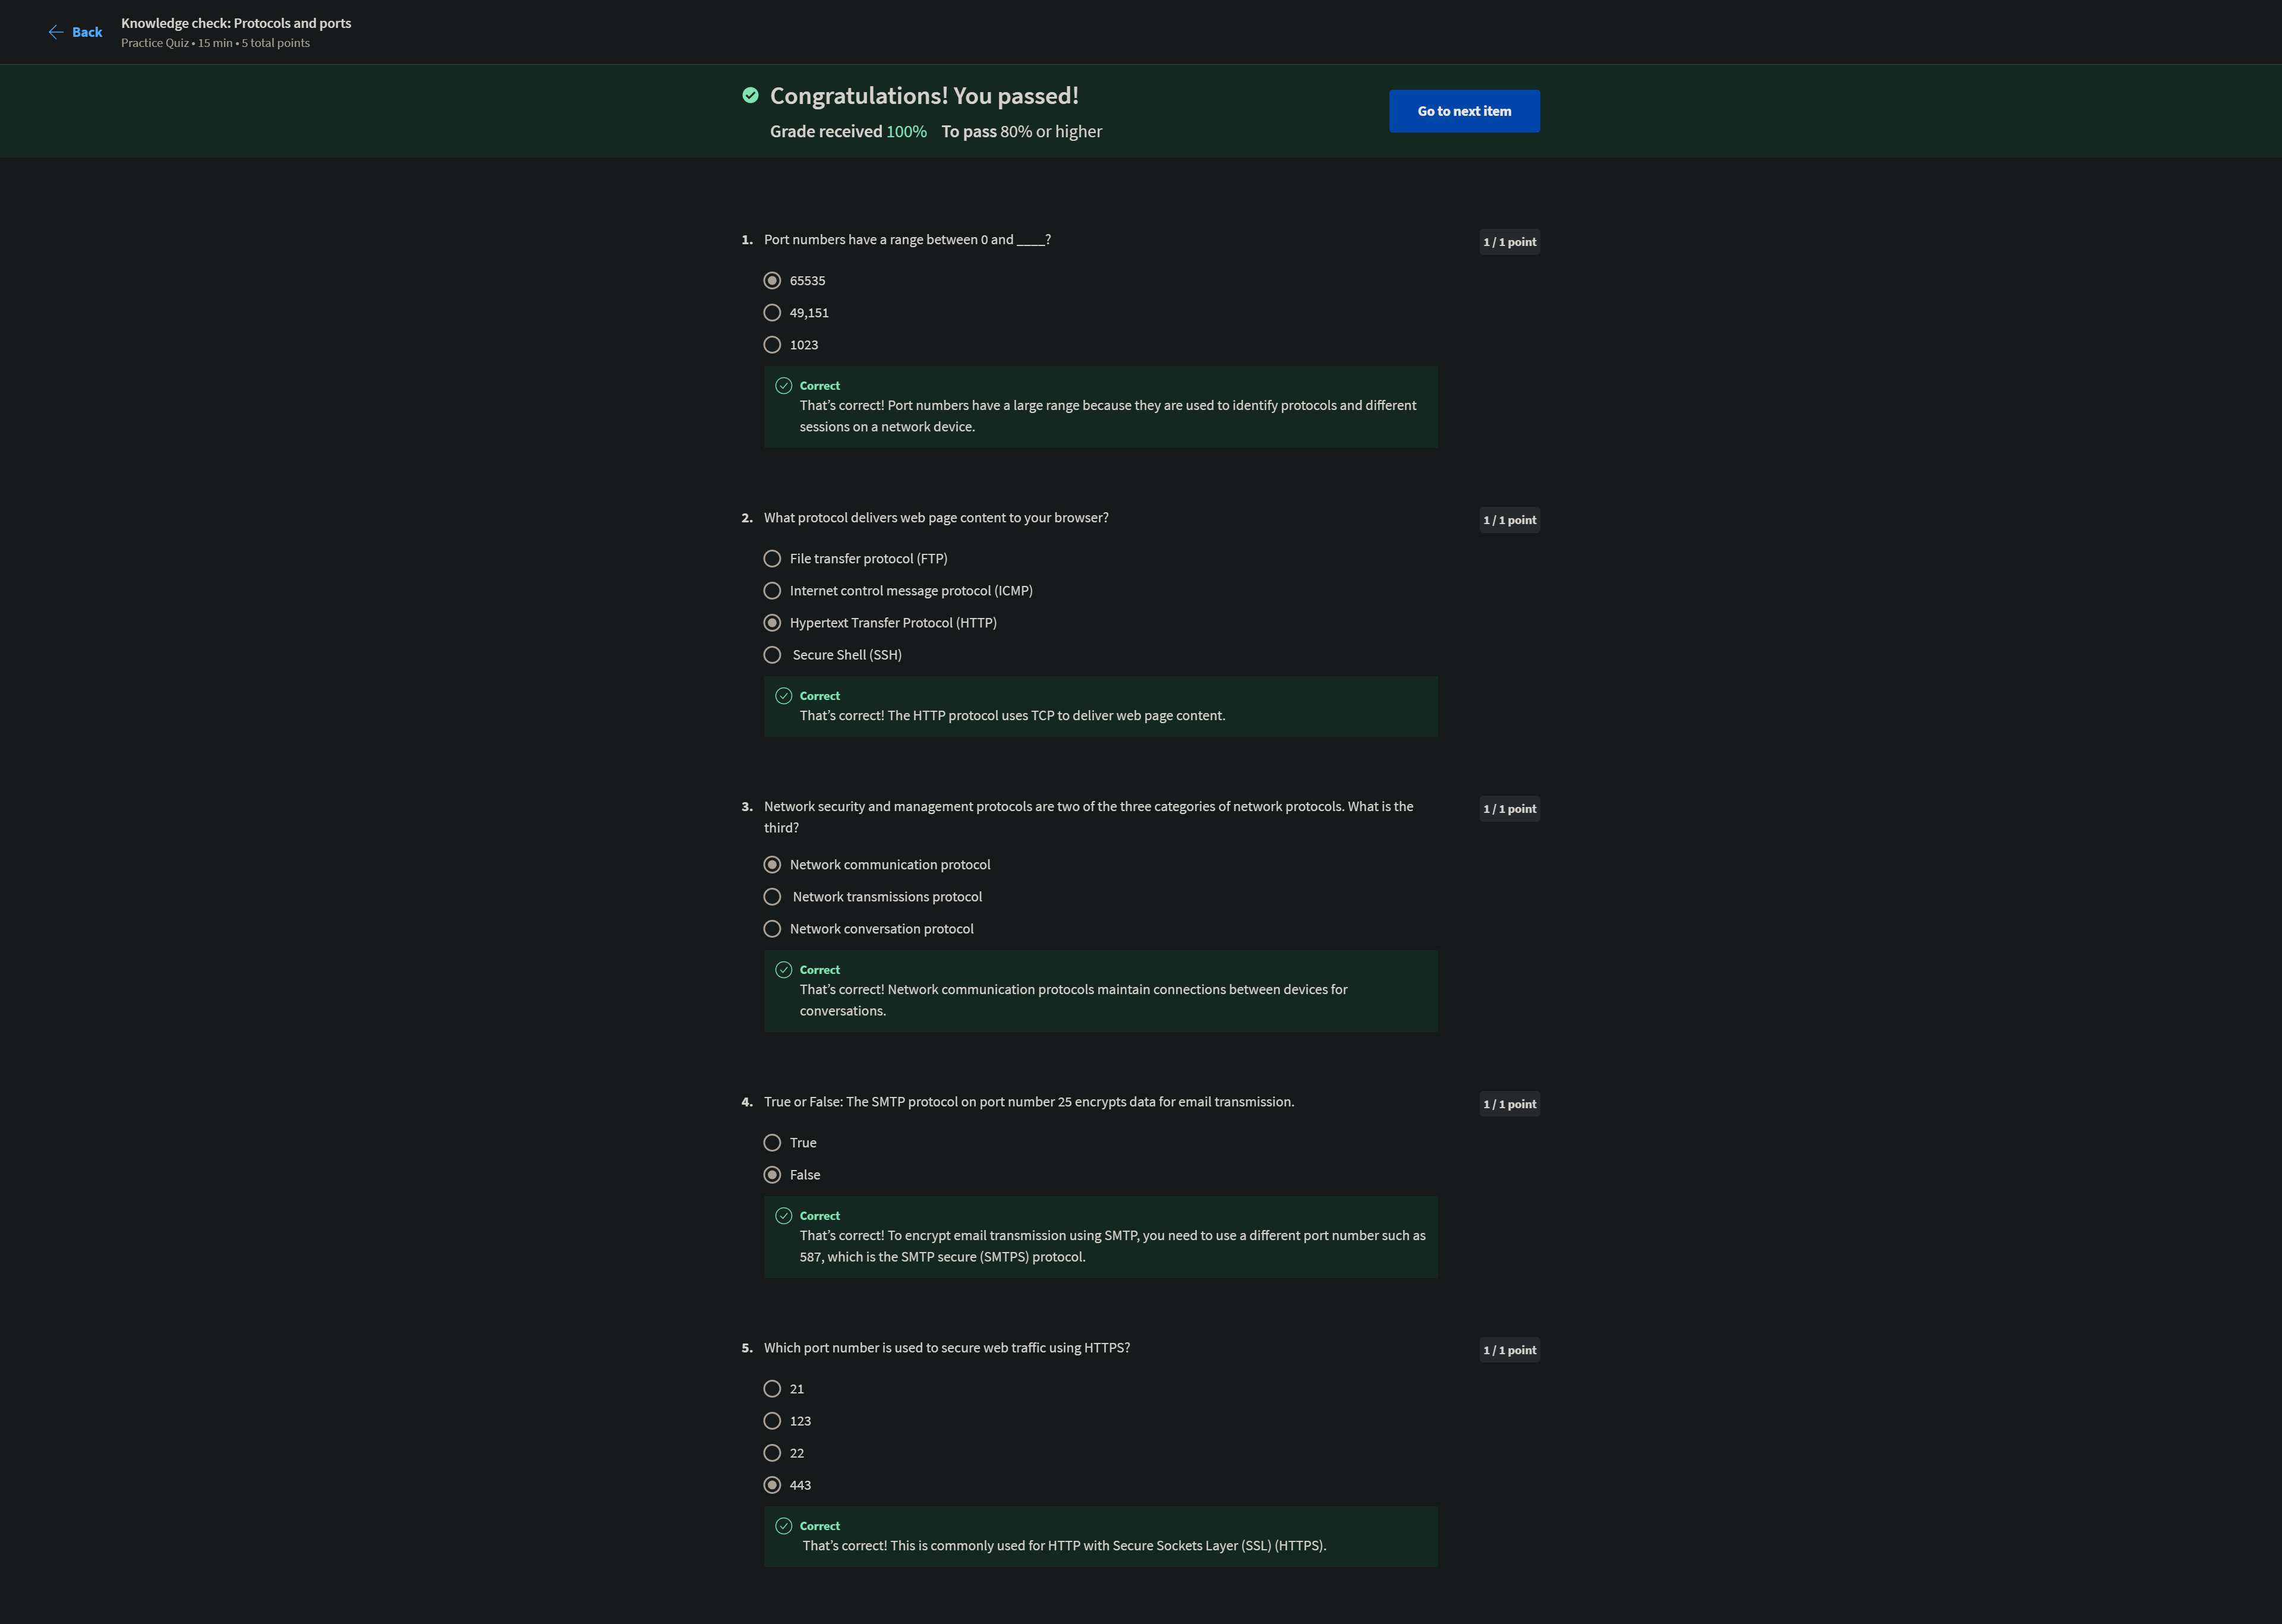 Back
Knowledge check: Protocols and ports
Practice Quiz • 15 min • 5 total points
Congratulations! You passed!
Grade received 100% To pass 80% or higher
Go to next item
1. Port numbers have a range between 0 and ____?
1 / 1 point
65535
49,151
1023
Correct
That’s correct! Port numbers have a large range because they are used to identify protocols and different
sessions on a network device.
2. What protocol delivers web page content to your browser?
1 / 1 point
File transfer protocol (FTP)
Internet control message protocol (ICMP)
Hypertext Transfer Protocol (HTTP)
Secure Shell (SSH)
Correct
That’s correct! The HTTP protocol uses TCP to deliver web page content.
3. Network security and management protocols are two of the three categories of network protocols. What is the
third?
1 / 1 point
Network communication protocol
Network transmissions protocol
Network conversation protocol
Correct
That’s correct! Network communication protocols maintain connections between devices for
conversations.
4. True or False: The SMTP protocol on port number 25 encrypts data for email transmission.
1 / 1 point
True
False
Correct
That’s correct! To encrypt email transmission using SMTP, you need to use a different port number such as
587, which is the SMTP secure (SMTPS) protocol.
5. Which port number is used to secure web traffic using HTTPS?
1 / 1 point
21
123
22
443
Correct
That’s correct! This is commonly used for HTTP with Secure Sockets Layer (SSL) (HTTPS).